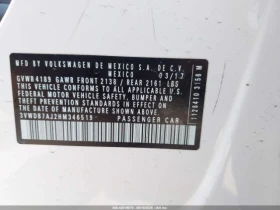 MFD BY VOLKSWAGEN DE MEXICO S.A. DE C.V.
MEXICO 03/17
GVWR 4189 GAWR FRONT 2138 / REAR 2161 LBS
THIS VEHICLE CONFORMS TO ALL APPLICABLE
FEDERAL MOTOR VEHICLE SAFETY, BUMPER AND
THEFT PREVENTION STANDARDS IN EFFECT
ON THE DATE OF MANUFACTURE SHOWN ABOVE
PASSENGER CAR